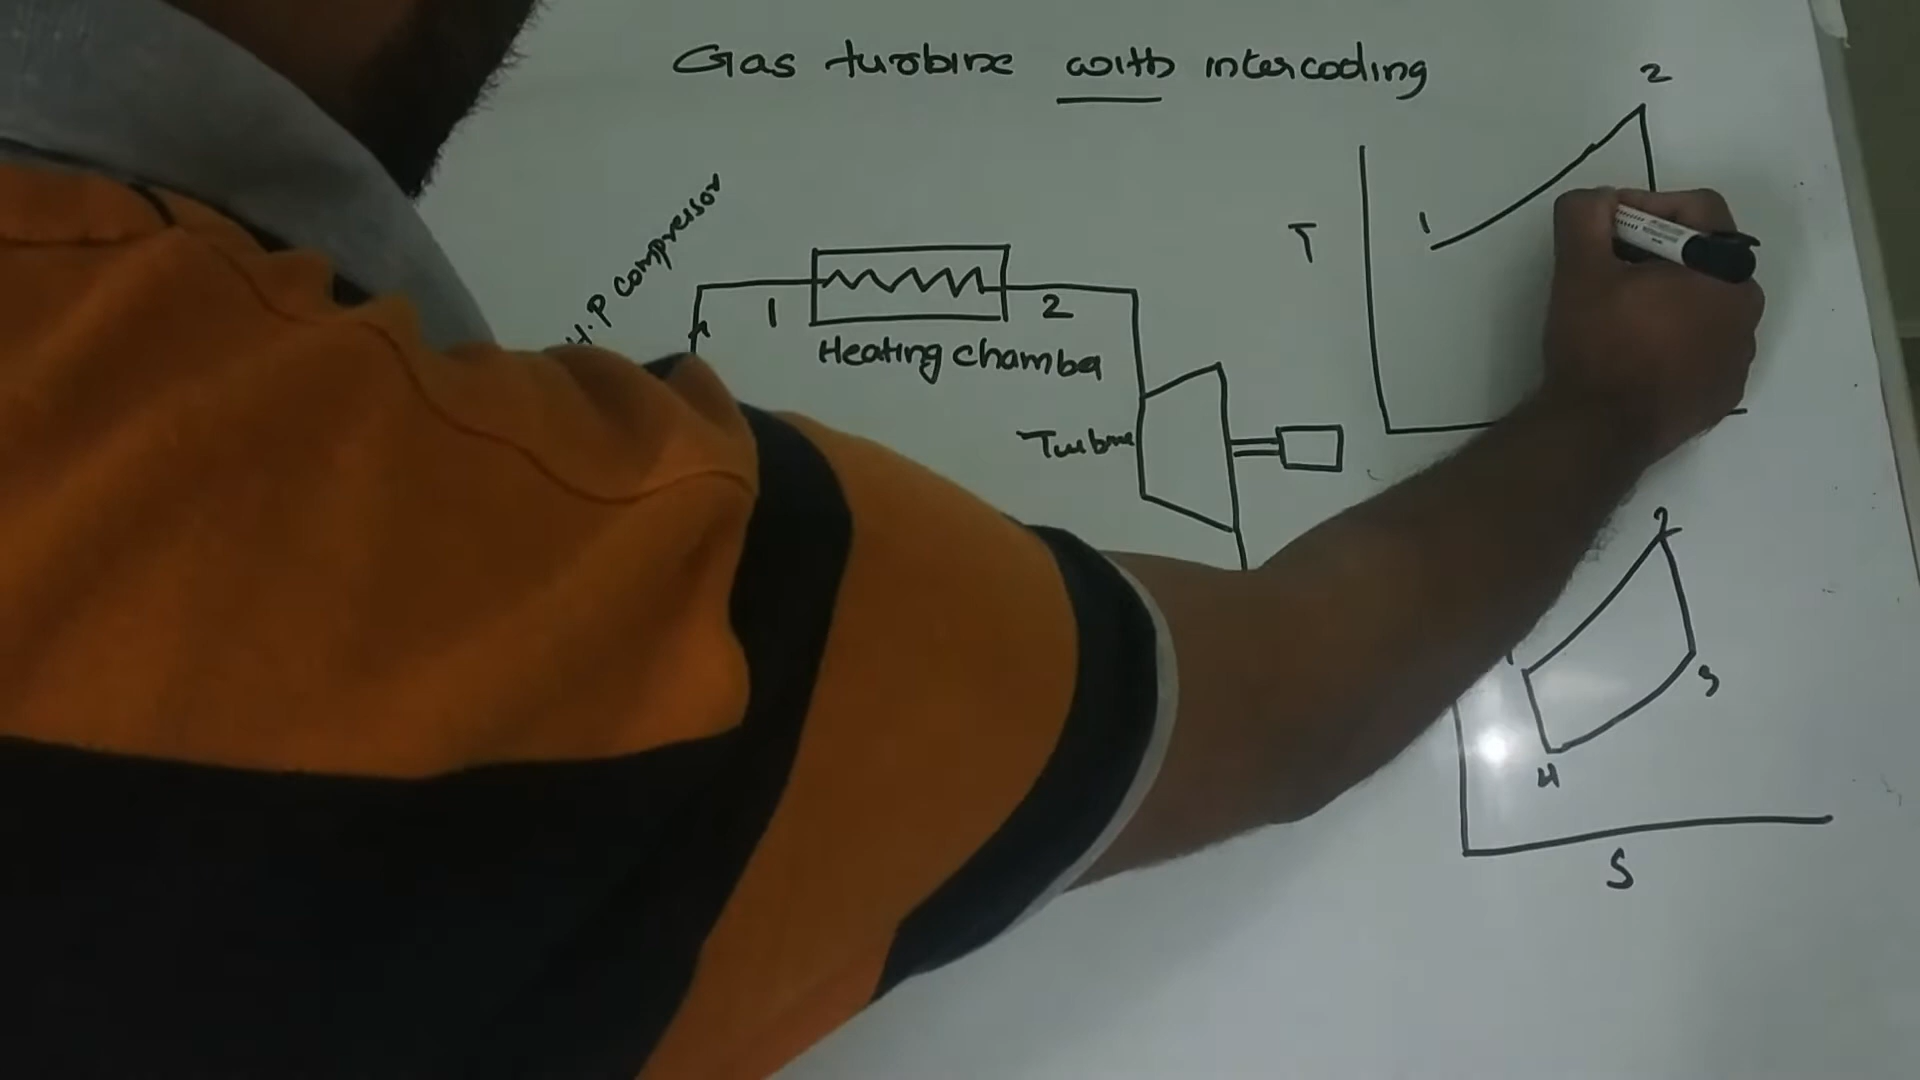 Gas turbine with intercooling
2
H.P compressor
1
T
1
2
Heating chamber
Turbine
2
3
4
S